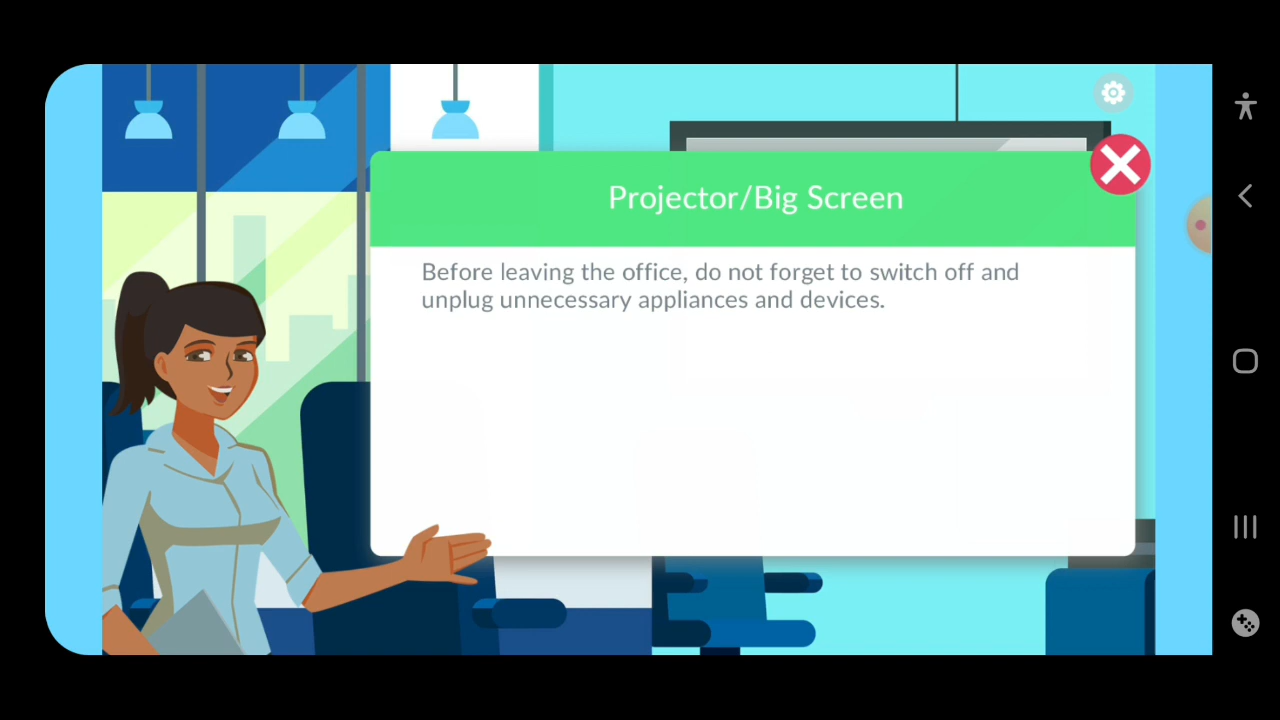 Projector/Big Screen
Before leaving the office, do not forget to switch off and
unplug unnecessary appliances and devices.